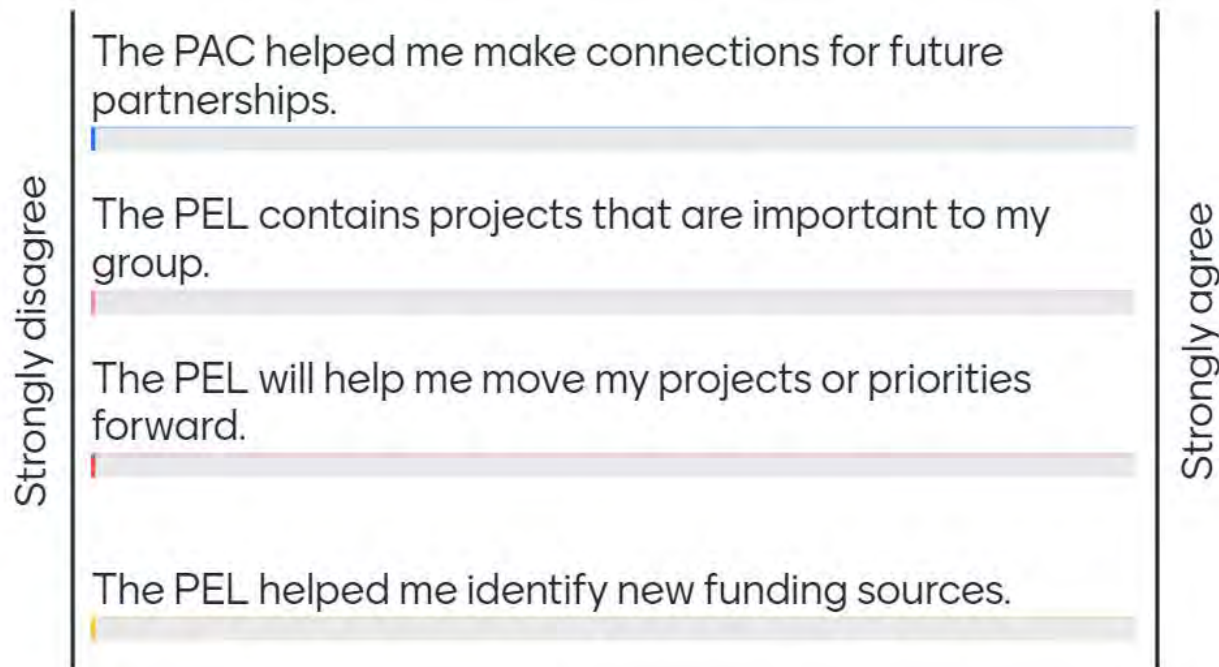 The PAC helped me make connections for future
partnerships.
The PEL contains projects that are important to my
group.
The PEL will help me move my projects or priorities
forward.
The PEL helped me identify new funding sources.
Strongly disagree
Strongly agree